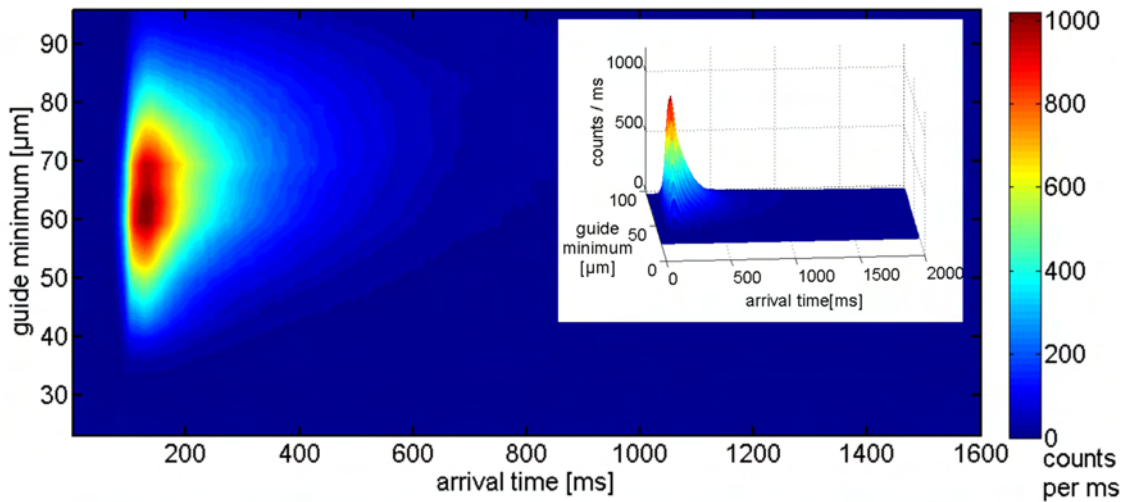 90
80
70
60
50
40
30
guide minimum [µm]
200 400 600 800 1000 1200 1400 1600
arrival time [ms]
1000
500
0
counts / ms
100
50
0
guide
minimum
[µm]
0 500 1000 1500 2000
arrival time[ms]
1000
800
600
400
200
0
counts
per ms